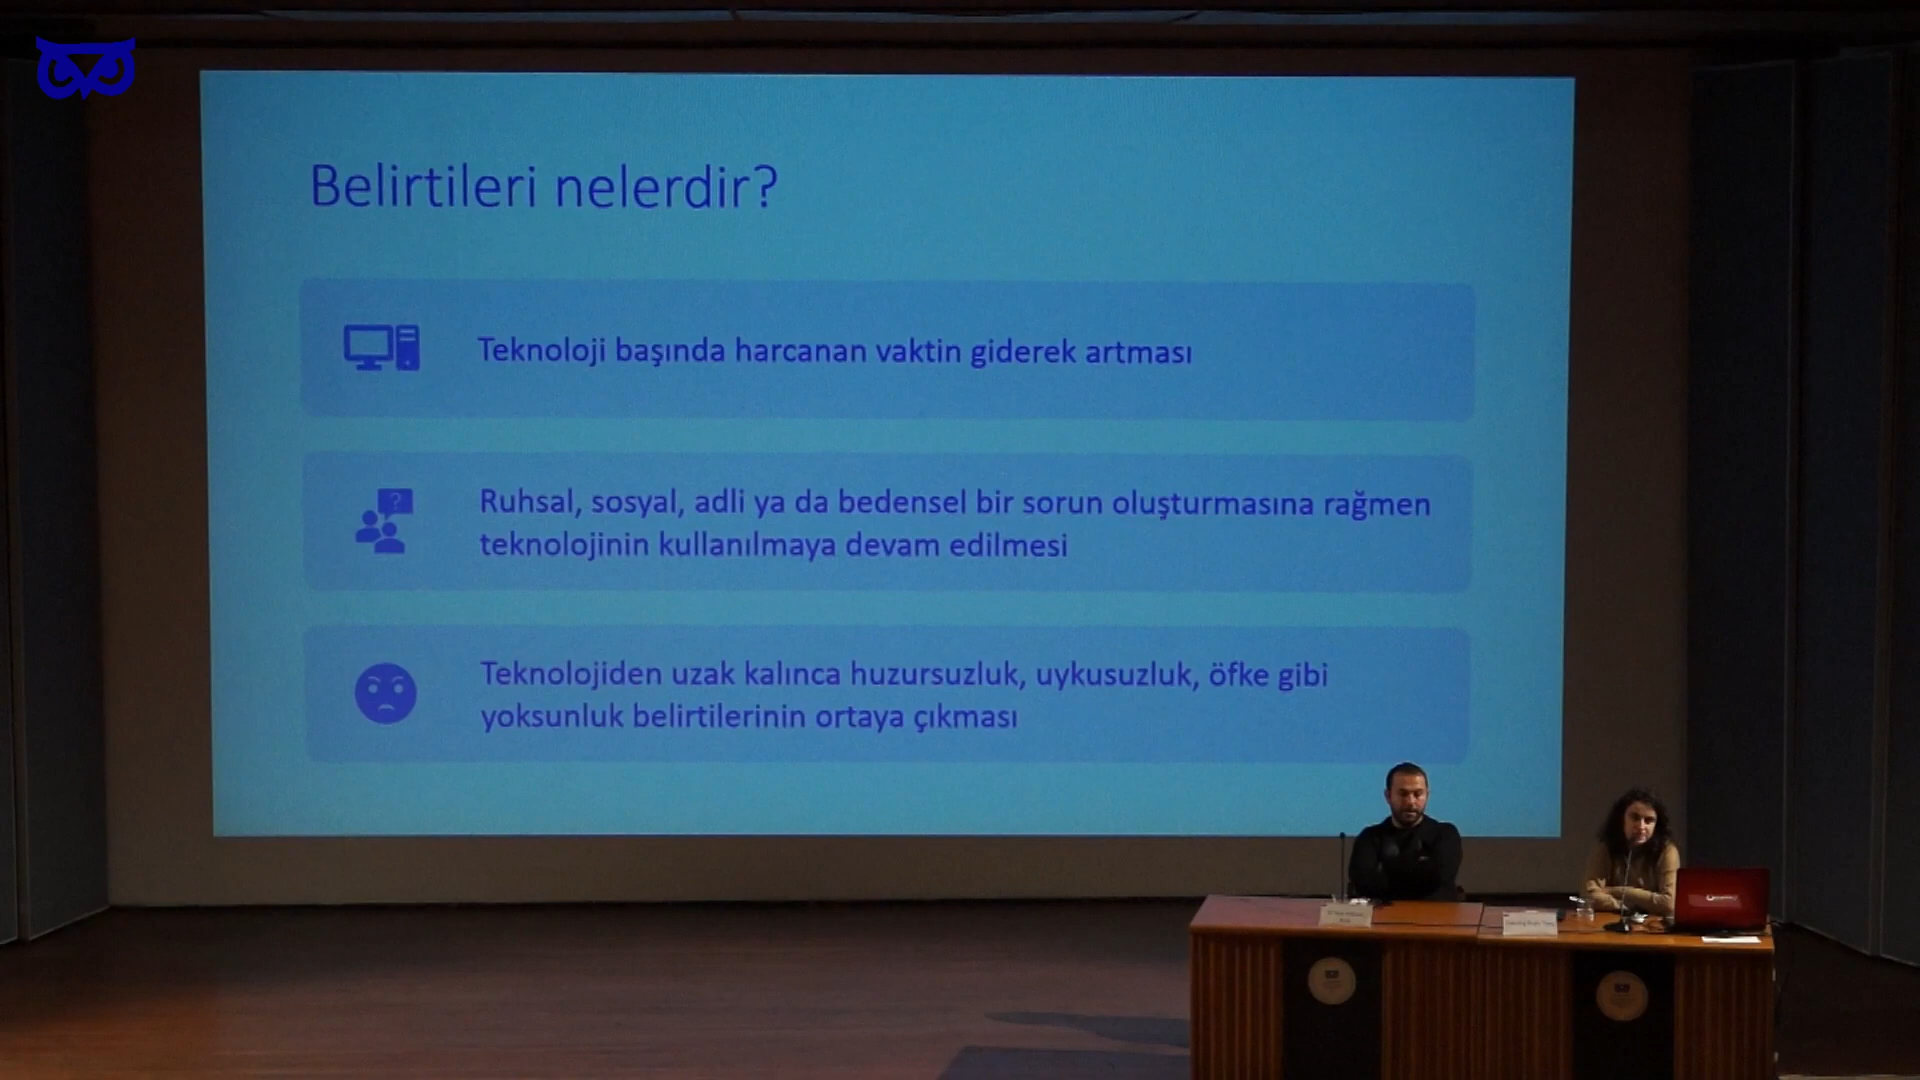 Belirtileri nelerdir?
Teknoloji başında harcanan vaktin giderek artması
?
Ruhsal, sosyal, adli ya da bedensel bir sorun oluşturmasına rağmen
teknolojinin kullanılmaya devam edilmesi
Teknolojiden uzak kalınca huzursuzluk, uykusuzluk, öfke gibi
yoksunluk belirtilerinin ortaya çıkması